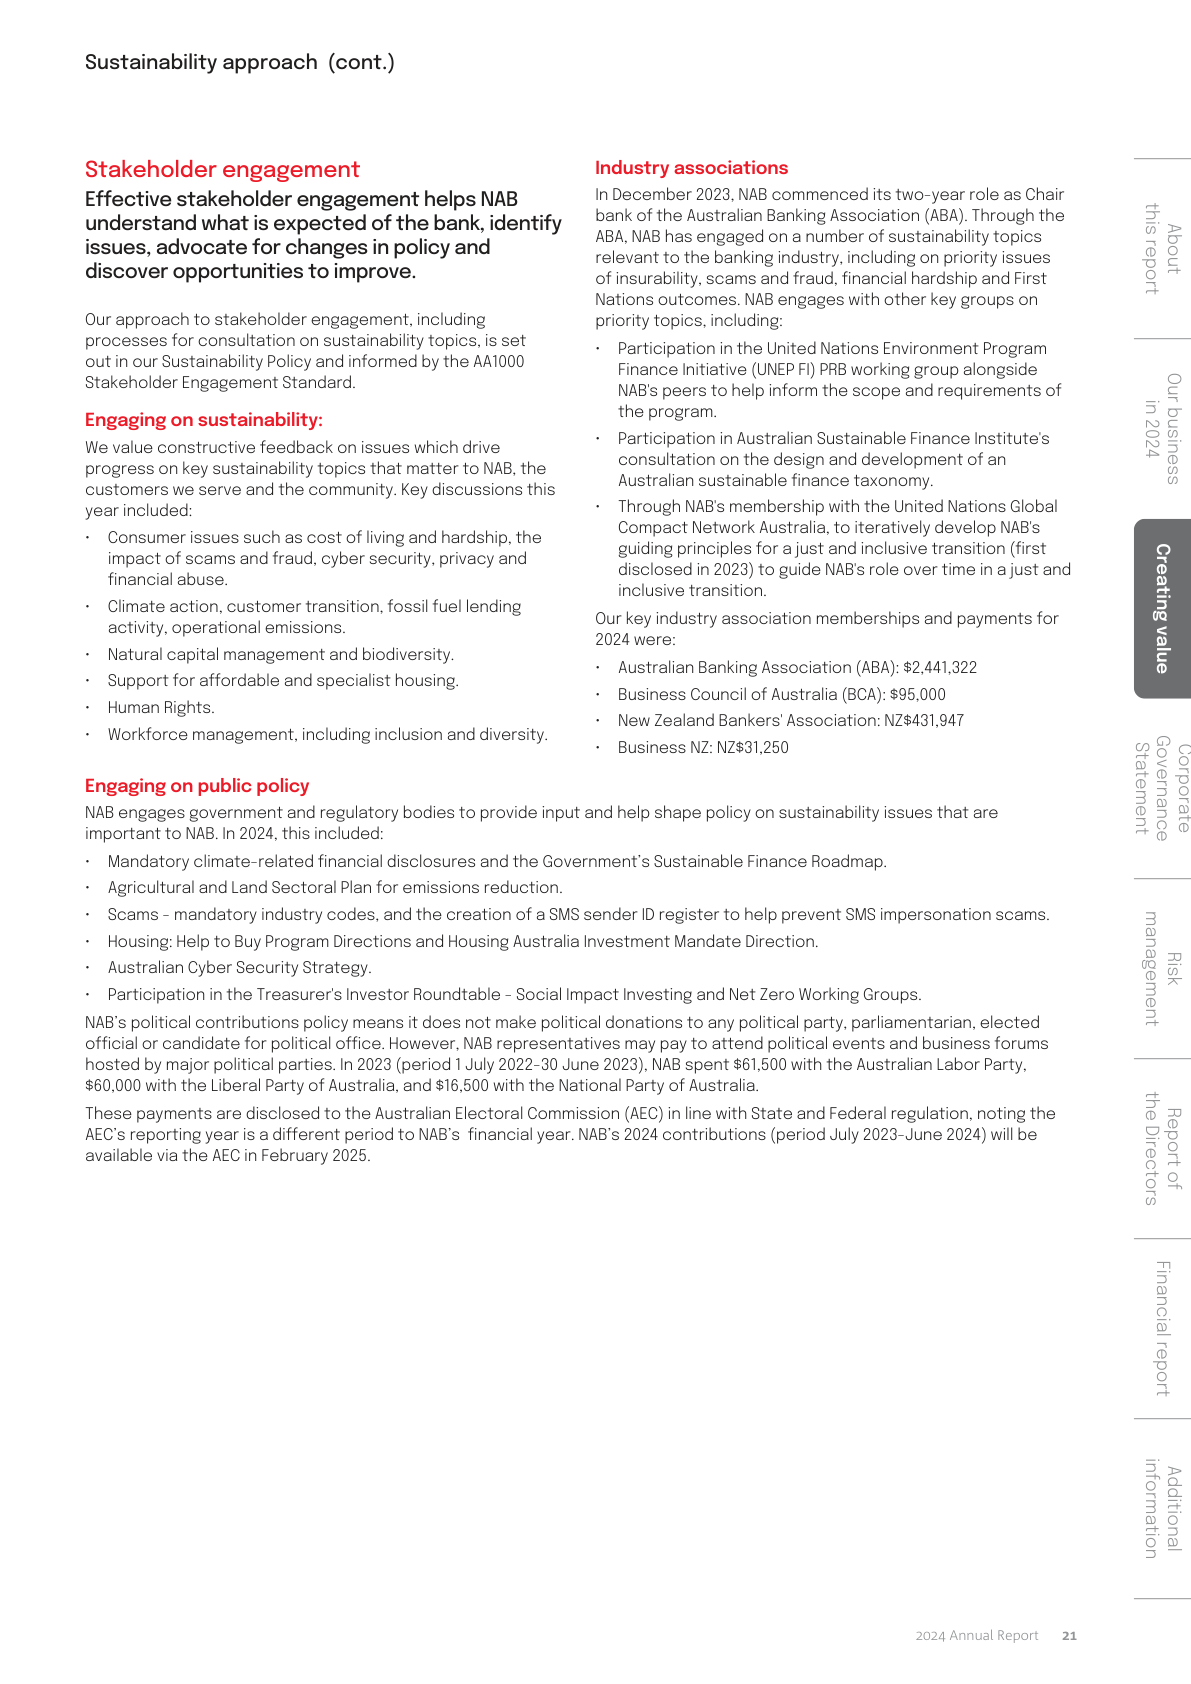 Sustainability approach (cont.)
Stakeholder engagement
Effective stakeholder engagement helps NAB
understand what is expected of the bank, identify
issues, advocate for changes in policy and
discover opportunities to improve.
Our approach to stakeholder engagement, including
processes for consultation on sustainability topics, is set
out in our Sustainability Policy and informed by the AA1000
Stakeholder Engagement Standard.
Engaging on sustainability:
We value constructive feedback on issues which drive
progress on key sustainability topics that matter to NAB, the
customers we serve and the community. Key discussions this
year included:
• Consumer issues such as cost of living and hardship, the
impact of scams and fraud, cyber security, privacy and
financial abuse.
• Climate action, customer transition, fossil fuel lending
activity, operational emissions.
• Natural capital management and biodiversity.
• Support for affordable and specialist housing.
• Human Rights.
• Workforce management, including inclusion and diversity.
Industry associations
In December 2023, NAB commenced its two-year role as Chair
bank of the Australian Banking Association (ABA). Through the
ABA, NAB has engaged on a number of sustainability topics
relevant to the banking industry, including on priority issues
of insurability, scams and fraud, financial hardship and First
Nations outcomes. NAB engages with other key groups on
priority topics, including:
• Participation in the United Nations Environment Program
Finance Initiative (UNEP FI) PRB working group alongside
NAB's peers to help inform the scope and requirements of
the program.
• Participation in Australian Sustainable Finance Institute's
consultation on the design and development of an
Australian sustainable finance taxonomy.
• Through NAB's membership with the United Nations Global
Compact Network Australia, to iteratively develop NAB's
guiding principles for a just and inclusive transition (first
disclosed in 2023) to guide NAB's role over time in a just and
inclusive transition.
Our key industry association memberships and payments for
2024 were:
• Australian Banking Association (ABA): $2,441,322
• Business Council of Australia (BCA): $95,000
• New Zealand Bankers' Association: NZ$431,947
• Business NZ: NZ$31,250
Engaging on public policy
NAB engages government and regulatory bodies to provide input and help shape policy on sustainability issues that are
important to NAB. In 2024, this included:
• Mandatory climate-related financial disclosures and the Government’s Sustainable Finance Roadmap.
• Agricultural and Land Sectoral Plan for emissions reduction.
• Scams – mandatory industry codes, and the creation of a SMS sender ID register to help prevent SMS impersonation scams.
• Housing: Help to Buy Program Directions and Housing Australia Investment Mandate Direction.
• Australian Cyber Security Strategy.
• Participation in the Treasurer's Investor Roundtable – Social Impact Investing and Net Zero Working Groups.
NAB’s political contributions policy means it does not make political donations to any political party, parliamentarian, elected
official or candidate for political office. However, NAB representatives may pay to attend political events and business forums
hosted by major political parties. In 2023 (period 1 July 2022–30 June 2023), NAB spent $61,500 with the Australian Labor Party,
$60,000 with the Liberal Party of Australia, and $16,500 with the National Party of Australia.
These payments are disclosed to the Australian Electoral Commission (AEC) in line with State and Federal regulation, noting the
AEC’s reporting year is a different period to NAB’s financial year. NAB’s 2024 contributions (period July 2023–June 2024) will be
available via the AEC in February 2025.
About
this report
Our business
in 2024
Creating value
Corporate
Governance
Statement
Risk
management
Report of
the Directors
Financial report
Additional
information
2024 Annual Report 21